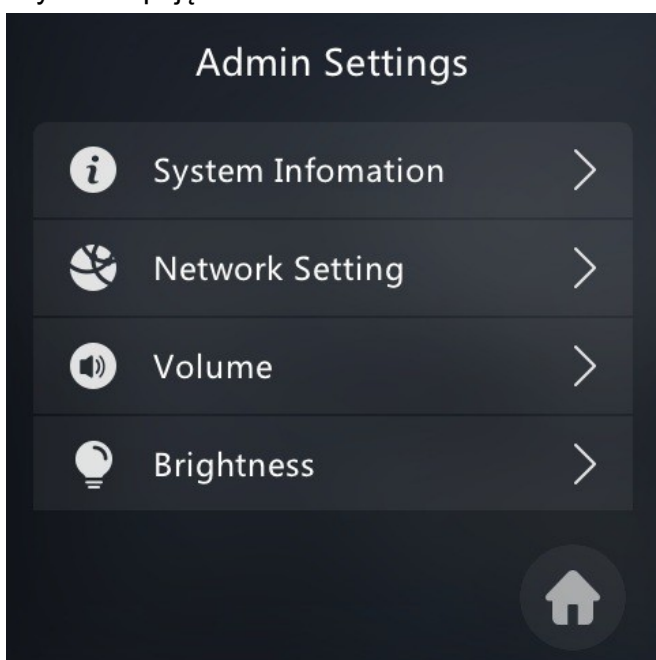 Admin Settings
System Infomation
Network Setting
Volume
Brightness